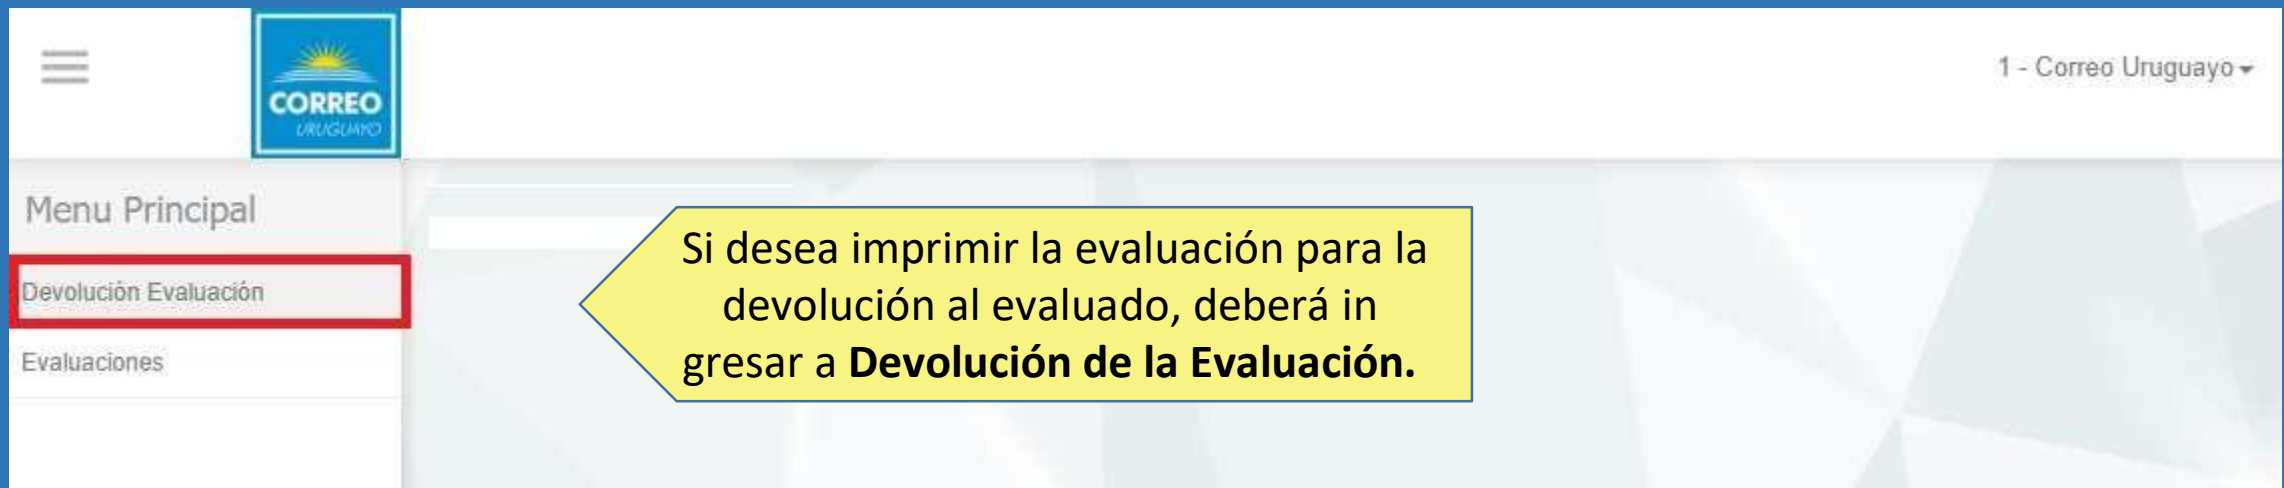 CORREO
URUGUAYO
1 - Correo Uruguayo
Menu Principal
Devolución Evaluación
Evaluaciones
Si desea imprimir la evaluación para la
devolución al evaluado, deberá in
gresar a Devolución de la Evaluación.